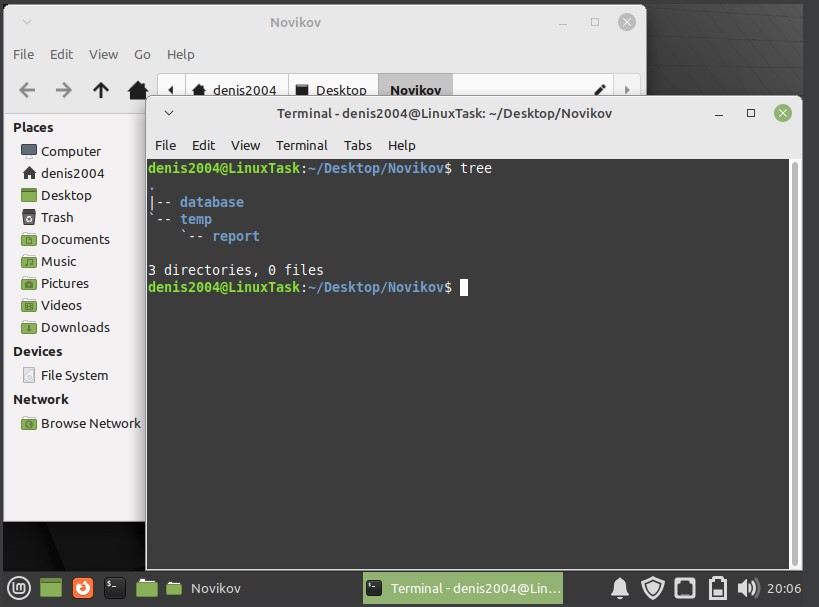 Novikov
File Edit View Go Help
denis2004 Desktop Novikov
Places
Computer
denis2004
Desktop
Trash
Documents
Music
Pictures
Videos
Downloads
Devices
File System
Network
Browse Network
Terminal - denis2004@LinuxTask: ~/Desktop/Novikov
File Edit View Terminal Tabs Help
denis2004@LinuxTask:~/Desktop/Novikov$ tree
.
|-- database
`-- temp
    `-- report
3 directories, 0 files
denis2004@LinuxTask:~/Desktop/Novikov$
Novikov Terminal - denis2004@Lin... 20:06